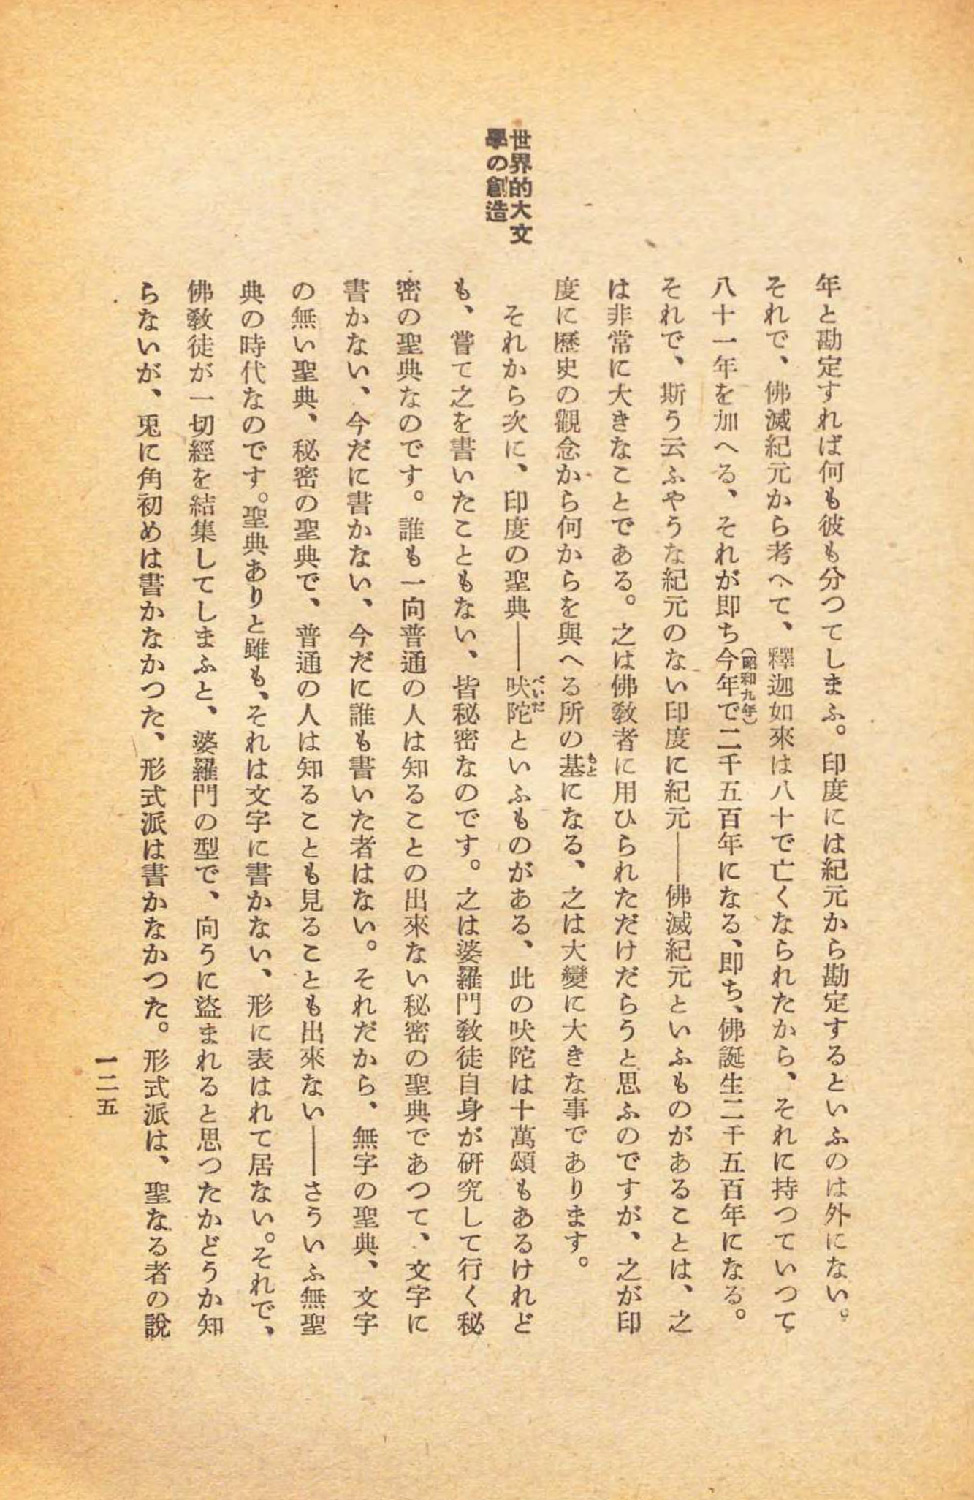 世界的大文
學の創造
年と勘定すれば何も彼も分つてしまふ。印度には紀元から勘定するといふのは外にない。
それで、佛滅紀元から考へて、釋迦如來は八十で亡くなられたから、それに持つていつて
八十一年を加へる、それが即ち今年で(昭和九年)二千五百年になる、即ち、佛誕生二千五百年になる。
それで、斯う云ふやうな紀元のない印度に紀元――佛滅紀元といふものがあることは、之
は非常に大きなことである。之は佛敎者に用ひられただけだらうと思ふのですが、之が印
度に歷史の觀念から何からを與へる所の基もとになる、之は大變に大きな事であります。
それから次に、印度の聖典――吠陀べいだといふものがある、此の吠陀は十萬頌もあるけれど
も、嘗て之を書いたこともない、皆秘密なのです。之は婆羅門敎徒自身が研究して行く秘
密の聖典なのです。誰も一向普通の人は知ることの出來ない秘密の聖典であつて、文字に
書かない、今だに書かない、今だに誰も書いた者はない。それだから、無字の聖典、文字
の無い聖典、秘密の聖典で、普通の人は知ることも見ることも出來ない――さういふ無聖
典の時代なのです。聖典ありと雖も、それは文字に書かない、形に表はれて居ない。それで、
佛敎徒が一切經を結集してしまふと、婆羅門の型で、向うに盜まれると思つたかどうか知
らないが、兎に角初めは書かなかつた、形式派は書かなかつた。形式派は、聖なる者の說
一二五